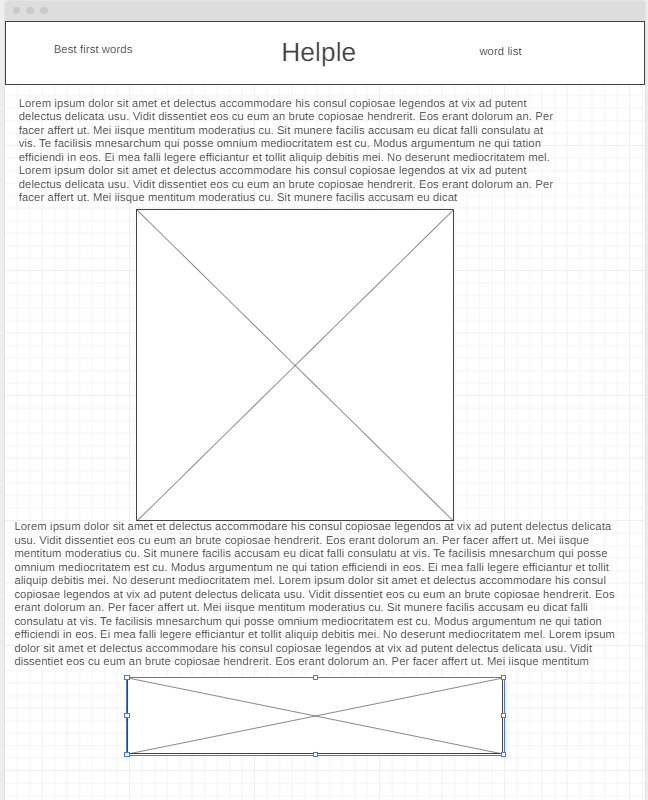 Best first words
Helple
word list
Lorem ipsum dolor sit amet et delectus accommodare his consul copiosae legendos at vix ad putent
delectus delicata usu. Vidit dissentiet eos cu eum an brute copiosae hendrerit. Eos erant dolorum an. Per
facer affert ut. Mei iisque mentitum moderatius cu. Sit munere facilis accusam eu dicat falli consulatu at
vis. Te facilisis mnesarchum qui posse omnium mediocritatem est cu. Modus argumentum ne qui tation
efficiendi in eos. Ei mea falli legere efficiantur et tollit aliquip debitis mei. No deserunt mediocritatem mel.
Lorem ipsum dolor sit amet et delectus accommodare his consul copiosae legendos at vix ad putent
delectus delicata usu. Vidit dissentiet eos cu eum an brute copiosae hendrerit. Eos erant dolorum an. Per
facer affert ut. Mei iisque mentitum moderatius cu. Sit munere facilis accusam eu dicat
Lorem ipsum dolor sit amet et delectus accommodare his consul copiosae legendos at vix ad putent delectus delicata
usu. Vidit dissentiet eos cu eum an brute copiosae hendrerit. Eos erant dolorum an. Per facer affert ut. Mei iisque
mentitum moderatius cu. Sit munere facilis accusam eu dicat falli consulatu at vis. Te facilisis mnesarchum qui posse
omnium mediocritatem est cu. Modus argumentum ne qui tation efficiendi in eos. Ei mea falli legere efficiantur et tollit
aliquip debitis mei. No deserunt mediocritatem mel. Lorem ipsum dolor sit amet et delectus accommodare his consul
copiosae legendos at vix ad putent delectus delicata usu. Vidit dissentiet eos cu eum an brute copiosae hendrerit. Eos
erant dolorum an. Per facer affert ut. Mei iisque mentitum moderatius cu. Sit munere facilis accusam eu dicat falli
consulatu at vis. Te facilisis mnesarchum qui posse omnium mediocritatem est cu. Modus argumentum ne qui tation
efficiendi in eos. Ei mea falli legere efficiantur et tollit aliquip debitis mei. No deserunt mediocritatem mel. Lorem ipsum
dolor sit amet et delectus accommodare his consul copiosae legendos at vix ad putent delectus delicata usu. Vidit
dissentiet eos cu eum an brute copiosae hendrerit. Eos erant dolorum an. Per facer affert ut. Mei iisque mentitum